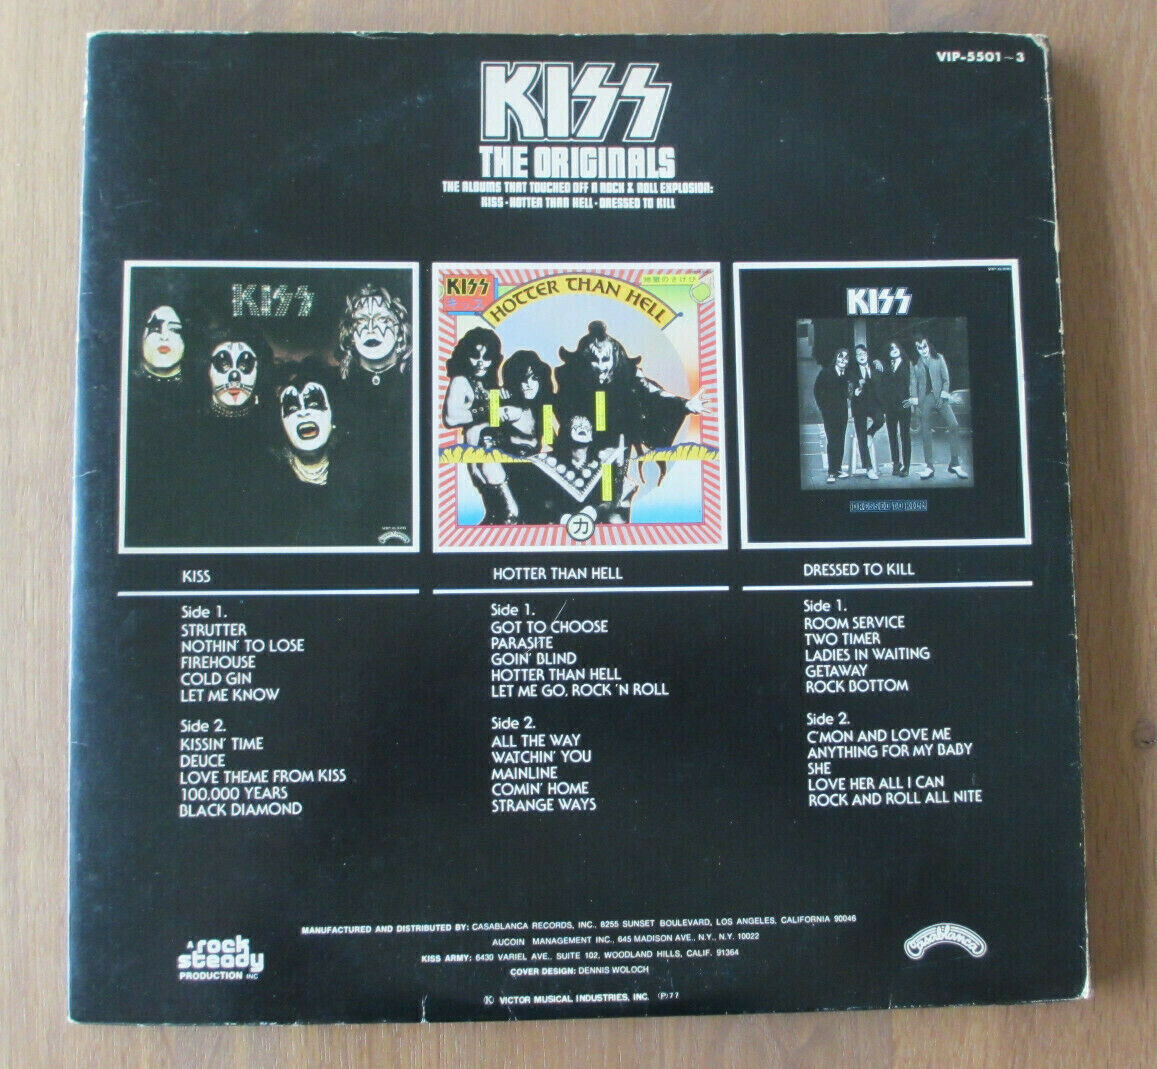 VIP-5501~3
KISS
THE ORIGINALS
THE ALBUMS THAT TOUCHED OFF A ROCK & ROLL EXPLOSION:
KISS · HOTTER THAN HELL · DRESSED TO KILL
KISS
Casablanca
KISS
地獄のさけび
HOTTER THAN HELL
力
KISS
DRESSED TO KILL
KISS
Side 1.
STRUTTER
NOTHIN' TO LOSE
FIREHOUSE
COLD GIN
LET ME KNOW
Side 2.
KISSIN' TIME
DEUCE
LOVE THEME FROM KISS
100,000 YEARS
BLACK DIAMOND
HOTTER THAN HELL
Side 1.
GOT TO CHOOSE
PARASITE
GOIN' BLIND
HOTTER THAN HELL
LET ME GO, ROCK 'N ROLL
Side 2.
ALL THE WAY
WATCHIN' YOU
MAINLINE
COMIN' HOME
STRANGE WAYS
DRESSED TO KILL
Side 1.
ROOM SERVICE
TWO TIMER
LADIES IN WAITING
GETAWAY
ROCK BOTTOM
Side 2.
C'MON AND LOVE ME
ANYTHING FOR MY BABY
SHE
LOVE HER ALL I CAN
ROCK AND ROLL ALL NITE
A rock
steady
PRODUCTION INC
MANUFACTURED AND DISTRIBUTED BY: CASABLANCA RECORDS, INC., 8255 SUNSET BOULEVARD, LOS ANGELES, CALIFORNIA 90046
AUCOIN MANAGEMENT INC., 645 MADISON AVE., N.Y., N.Y. 10022
KISS ARMY: 6430 VARIEL AVE., SUITE 102, WOODLAND HILLS, CALIF. 91364
COVER DESIGN: DENNIS WOLOCH
Ⓚ VICTOR MUSICAL INDUSTRIES, INC. (P)77
Casablanca